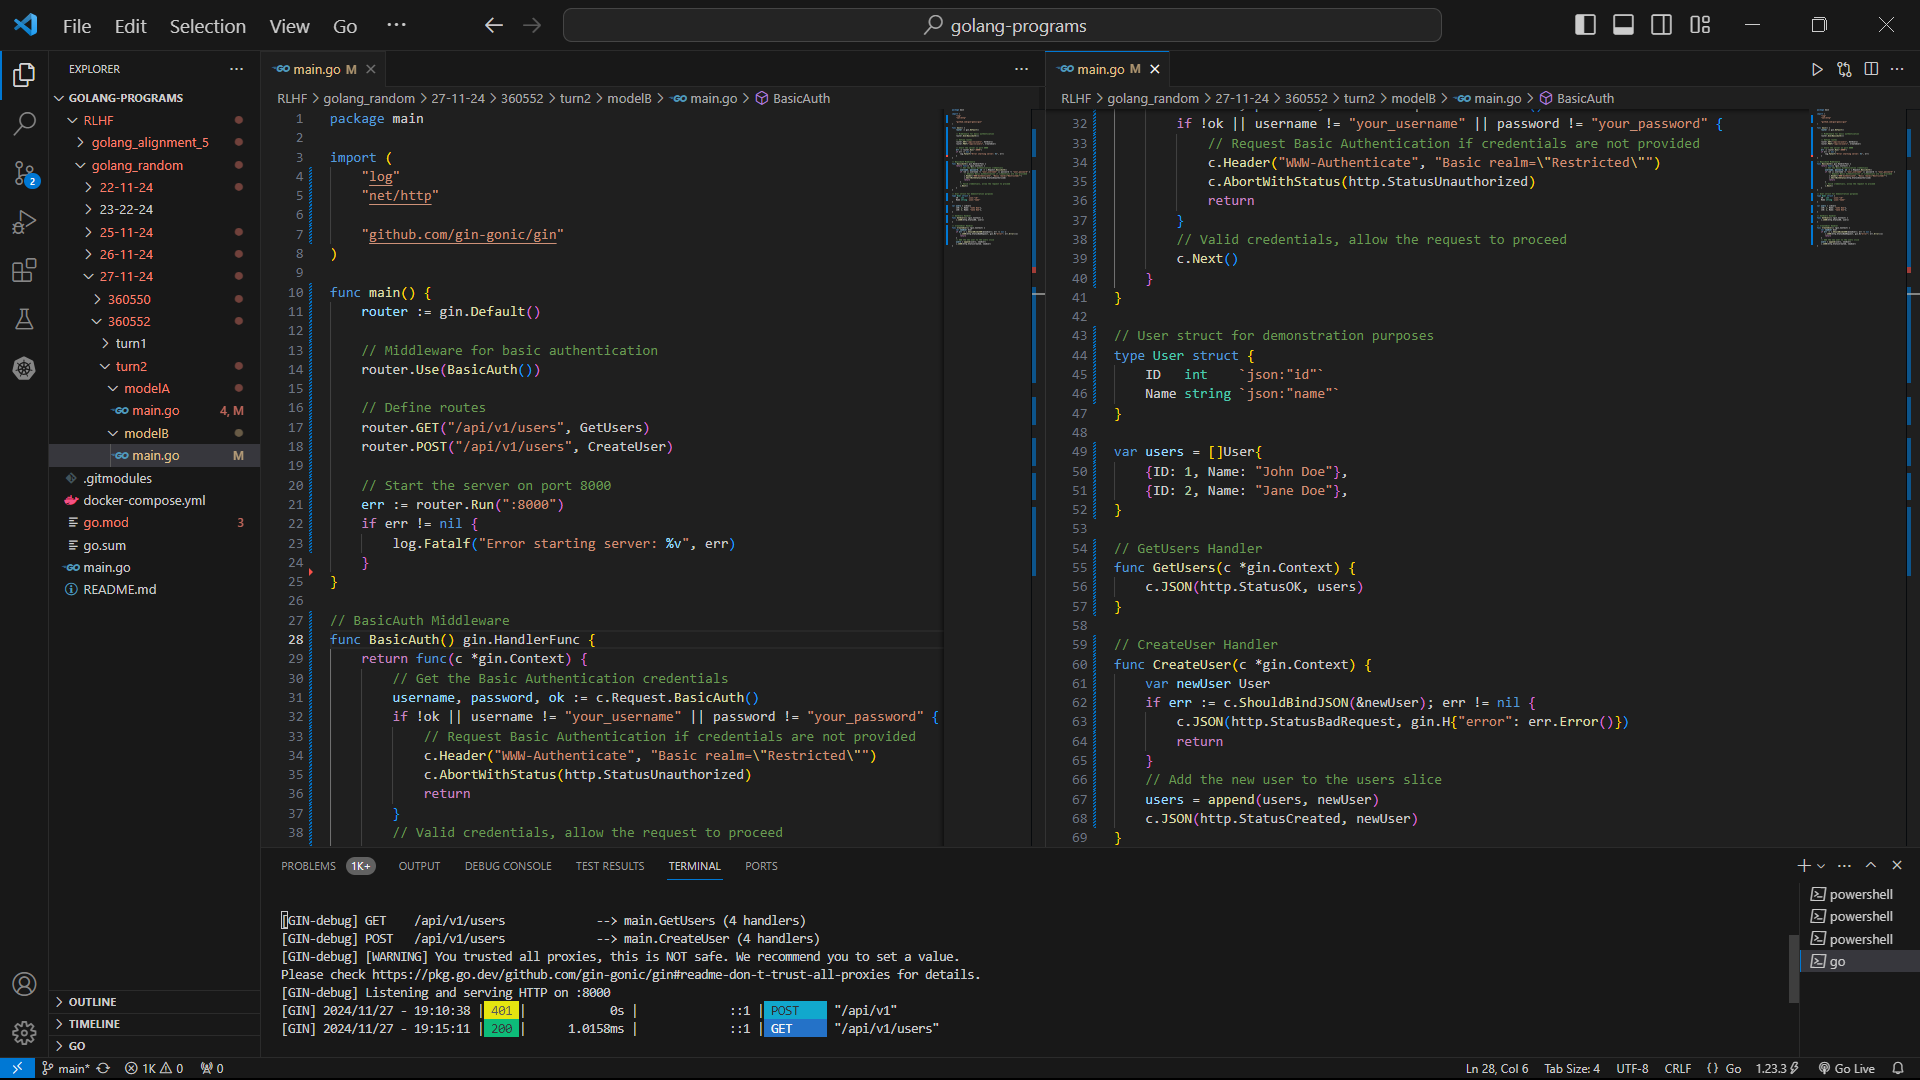 File Edit Selection View Go ···
golang-programs
EXPLORER
GOLANG-PROGRAMS
RLHF
golang_alignment_5
golang_random
22-11-24
23-22-24
25-11-24
26-11-24
27-11-24
360550
360552
turn1
turn2
modelA
main.go 4, M
modelB
main.go M
.gitmodules
docker-compose.yml
go.mod 3
go.sum
main.go
README.md
OUTLINE
TIMELINE
GO
2
main.go M
RLHF > golang_random > 27-11-24 > 360552 > turn2 > modelB > main.go > BasicAuth
1 package main
2
3 import (
4 "log"
5 "net/http"
6
7 "github.com/gin-gonic/gin"
8 )
9
10 func main() {
11 router := gin.Default()
12
13 // Middleware for basic authentication
14 router.Use(BasicAuth())
15
16 // Define routes
17 router.GET("/api/v1/users", GetUsers)
18 router.POST("/api/v1/users", CreateUser)
19
20 // Start the server on port 8000
21 err := router.Run(":8000")
22 if err != nil {
23 log.Fatalf("Error starting server: %v", err)
24 }
25 }
26
27 // BasicAuth Middleware
28 func BasicAuth() gin.HandlerFunc {
29 return func(c *gin.Context) {
30 // Get the Basic Authentication credentials
31 username, password, ok := c.Request.BasicAuth()
32 if !ok || username != "your_username" || password != "your_password" {
33 // Request Basic Authentication if credentials are not provided
34 c.Header("WWW-Authenticate", "Basic realm=\"Restricted\"")
35 c.AbortWithStatus(http.StatusUnauthorized)
36 return
37 }
38 // Valid credentials, allow the request to proceed
main.go M
RLHF > golang_random > 27-11-24 > 360552 > turn2 > modelB > main.go > BasicAuth
32 if !ok || username != "your_username" || password != "your_password" {
33 // Request Basic Authentication if credentials are not provided
34 c.Header("WWW-Authenticate", "Basic realm=\"Restricted\"")
35 c.AbortWithStatus(http.StatusUnauthorized)
36 return
37 }
38 // Valid credentials, allow the request to proceed
39 c.Next()
40 }
41 }
42
43 // User struct for demonstration purposes
44 type User struct {
45 ID int `json:"id"`
46 Name string `json:"name"`
47 }
48
49 var users = []User{
50 {ID: 1, Name: "John Doe"},
51 {ID: 2, Name: "Jane Doe"},
52 }
53
54 // GetUsers Handler
55 func GetUsers(c *gin.Context) {
56 c.JSON(http.StatusOK, users)
57 }
58
59 // CreateUser Handler
60 func CreateUser(c *gin.Context) {
61 var newUser User
62 if err := c.ShouldBindJSON(&newUser); err != nil {
63 c.JSON(http.StatusBadRequest, gin.H{"error": err.Error()})
64 return
65 }
66 // Add the new user to the users slice
67 users = append(users, newUser)
68 c.JSON(http.StatusCreated, newUser)
69 }
PROBLEMS 1K+ OUTPUT DEBUG CONSOLE TEST RESULTS TERMINAL PORTS
[GIN-debug] GET /api/v1/users --> main.GetUsers (4 handlers)
[GIN-debug] POST /api/v1/users --> main.CreateUser (4 handlers)
[GIN-debug] [WARNING] You trusted all proxies, this is NOT safe. We recommend you to set a value.
Please check https://pkg.go.dev/github.com/gin-gonic/gin#readme-don-t-trust-all-proxies for details.
[GIN-debug] Listening and serving HTTP on :8000
[GIN] 2024/11/27 - 19:10:38 | 401 | 0s | ::1 | POST "/api/v1"
[GIN] 2024/11/27 - 19:15:11 | 200 | 1.0158ms | ::1 | GET "/api/v1/users"
powershell
powershell
powershell
go
main* 1K 0 0 Ln 28, Col 6 Tab Size: 4 UTF-8 CRLF {} Go 1.23.3 Go Live